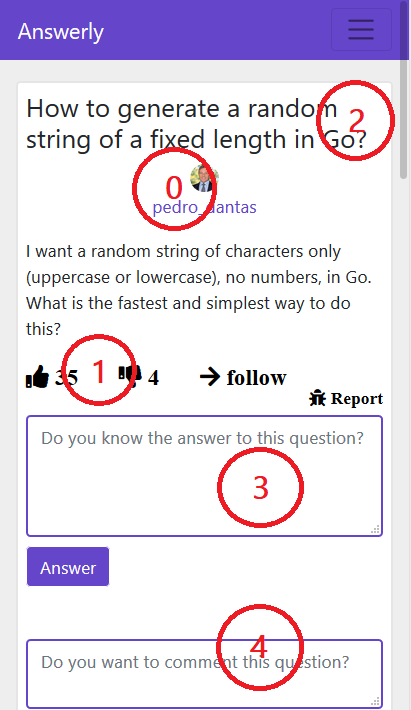 Answerly
How to generate a random
string of a fixed length in Go?
2
0
pedro_dantas
I want a random string of characters only
(uppercase or lowercase), no numbers, in Go.
What is the fastest and simplest way to do
this?
35 1 4 follow
Report
Do you know the answer to this question?
3
Answer
4
Do you want to comment this question?